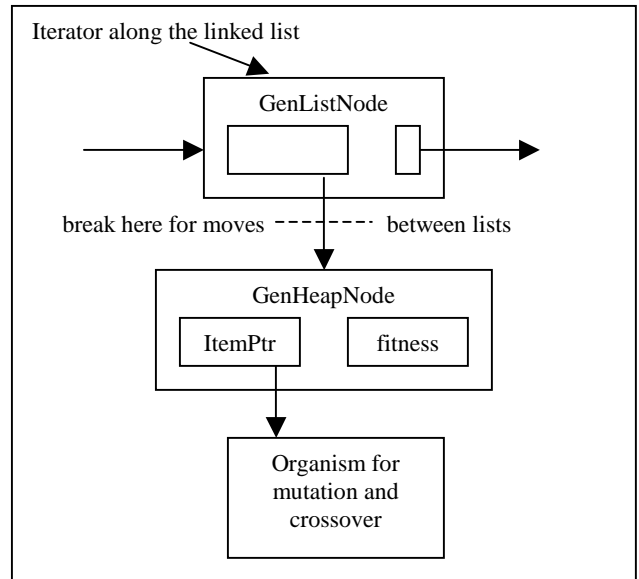 Iterator along the linked list
GenListNode
break here for moves
between lists
GenHeapNode
ItemPtr
fitness
Organism for
mutation and
crossover